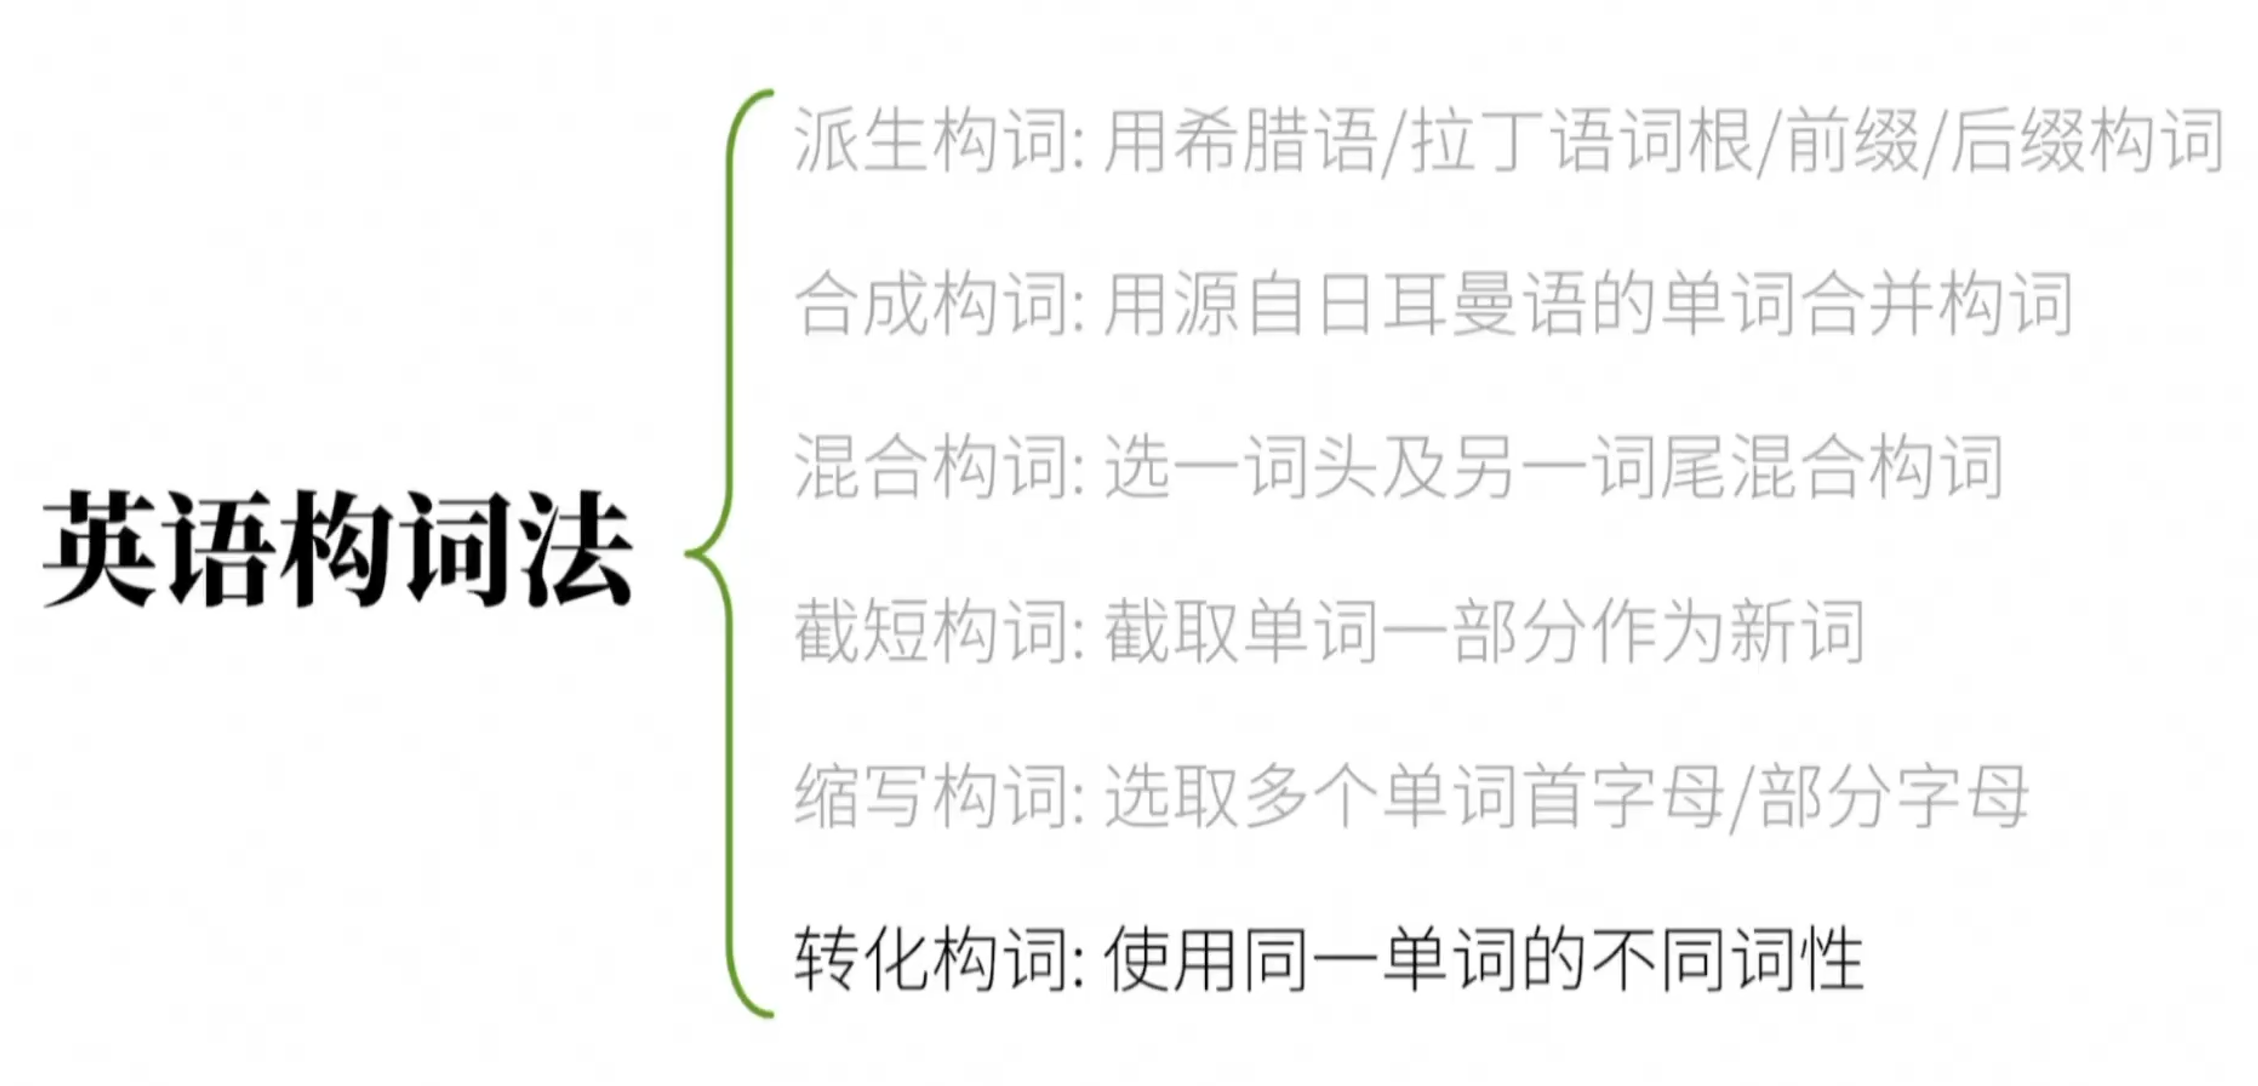 派生构词: 用希腊语/拉丁语词根/前缀/后缀构词
合成构词: 用源自日耳曼语的单词合并构词
混合构词: 选一词头及另一词尾混合构词
英语构词法
截短构词: 截取单词一部分作为新词
缩写构词: 选取多个单词首字母/部分字母
转化构词: 使用同一单词的不同词性